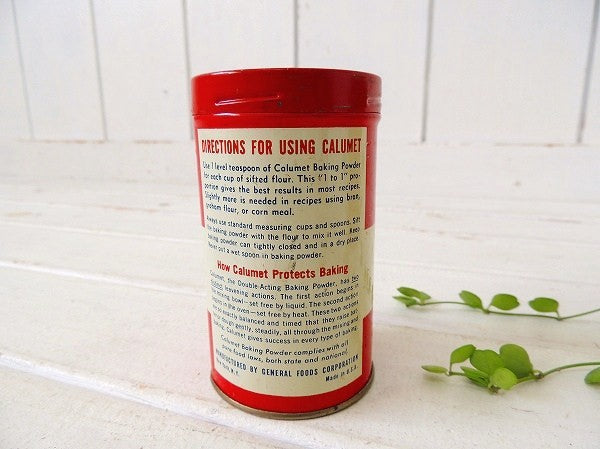 DIRECTIONS FOR USING CALUMET
Use 1 level teaspoon of Calumet Baking Powder
for each cup of sifted flour. This "1 to 1" pro-
portion gives the best results in most recipes.
Slightly more is needed in recipes using bran,
graham flour, or corn meal.
Always use standard measuring cups and spoons. Sift
the baking powder with the flour to mix it well. Keep
baking powder can tightly closed and in a dry place.
Never put a wet spoon in baking powder.
How Calumet Protects Baking
Calumet, the Double-Acting Baking Powder, has two
leavening actions. The first action begins in
the mixing bowl—set free by liquid. The second action
begins in the oven—set free by heat. These two actions
are so exactly balanced and timed that they raise bat-
ter or dough gently, steadily, all through the mixing and
baking. Calumet gives success in every type of baking.
Calumet Baking Powder complies with all
pure food laws, both state and national.
MANUFACTURED BY GENERAL FOODS CORPORATION
New York, N.Y. Made in U.S.A.